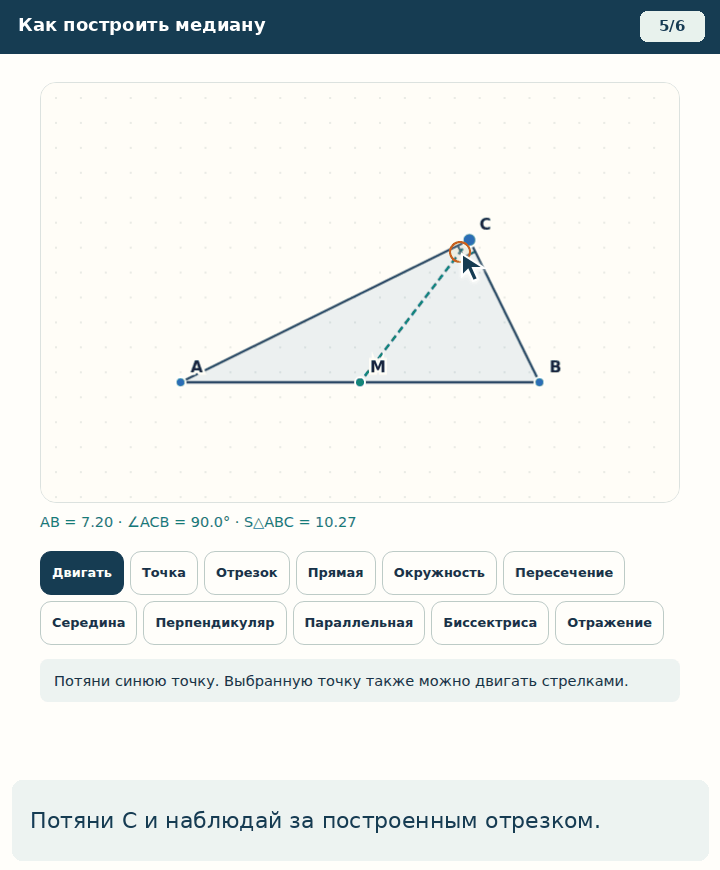 Как построить медиану
5/6
C
A
M
B
AB = 7.20 · ∠ACB = 90.0° · S△ABC = 10.27
Двигать Точка Отрезок Прямая Окружность Пересечение
Середина Перпендикуляр Параллельная Биссектриса Отражение
Потяни синюю точку. Выбранную точку также можно двигать стрелками.
Потяни C и наблюдай за построенным отрезком.